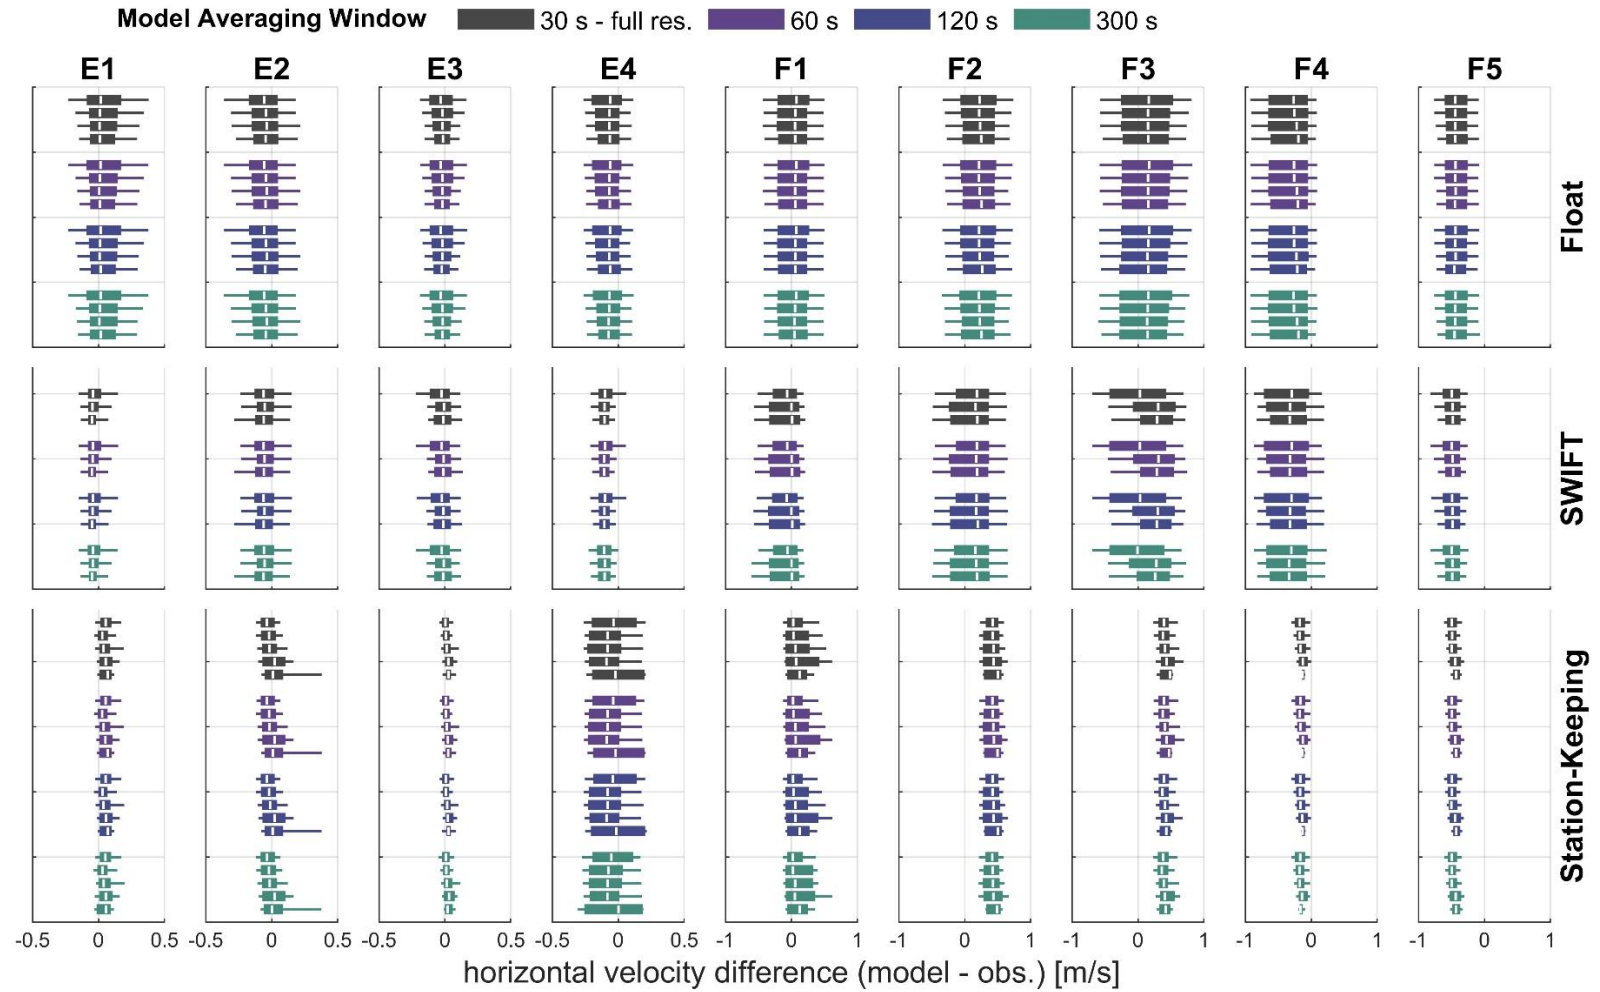 Model Averaging Window 30 s - full res. 60 s 120 s 300 s
E1 E2 E3 E4 F1 F2 F3 F4 F5
Float
SWIFT
Station-Keeping
-0.5 0 0.5 -0.5 0 0.5 -0.5 0 0.5 -0.5 0 0.5 -1 0 1 -1 0 1 -1 0 1 -1 0 1 -1 0 1
horizontal velocity difference (model - obs.) [m/s]